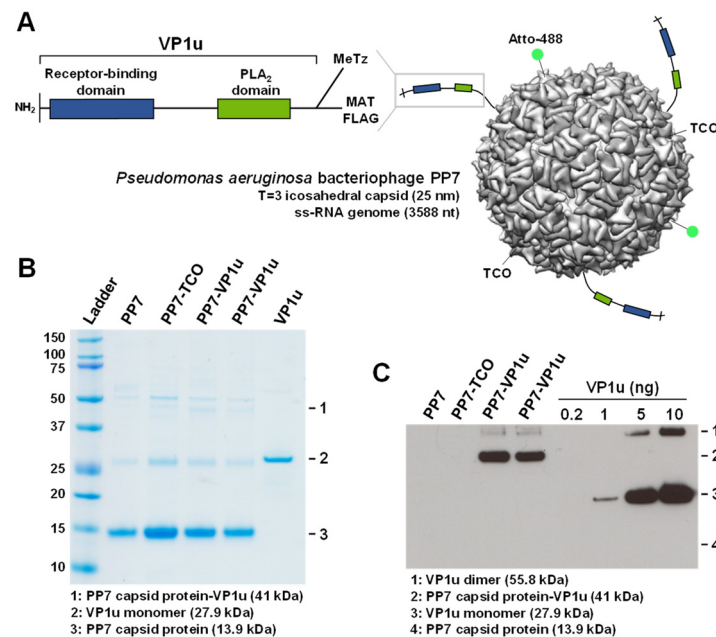 A
VP1u
Receptor-binding
domain
PLA₂
domain
NH₂
MeTz
MAT
FLAG
Atto-488
TCO
TCO
Pseudomonas aeruginosa bacteriophage PP7
T=3 icosahedral capsid (25 nm)
ss-RNA genome (3588 nt)
B
Ladder
PP7
PP7-TCO
PP7-VP1u
PP7-VP1u
VP1u
150
100
75
50
37
25
20
15
10
- 1
- 2
- 3
1: PP7 capsid protein-VP1u (41 kDa)
2: VP1u monomer (27.9 kDa)
3: PP7 capsid protein (13.9 kDa)
C
PP7
PP7-TCO
PP7-VP1u
PP7-VP1u
VP1u (ng)
0.2 1 5 10
- 1
- 2
- 3
- 4
1: VP1u dimer (55.8 kDa)
2: PP7 capsid protein-VP1u (41 kDa)
3: VP1u monomer (27.9 kDa)
4: PP7 capsid protein (13.9 kDa)